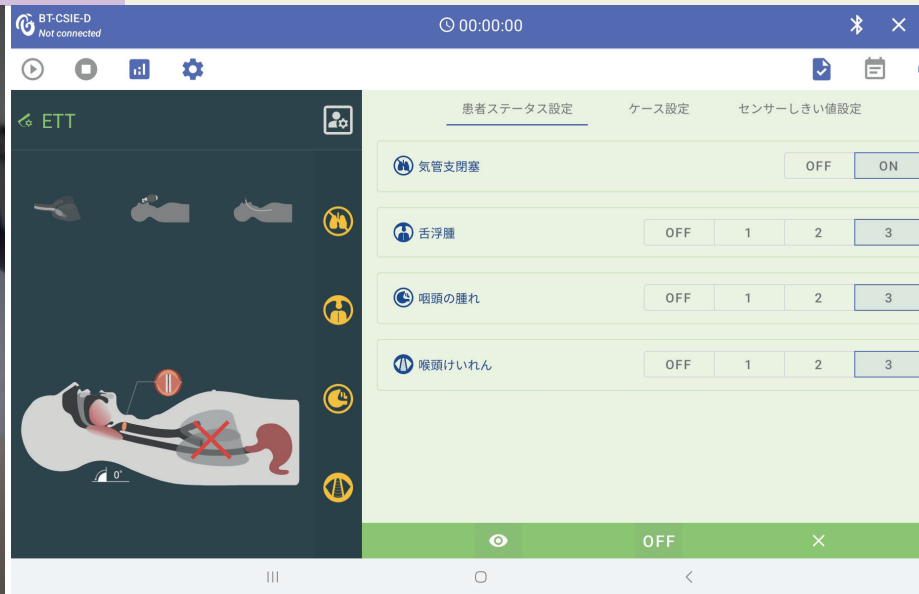 BT-CSIE-D
Not connected
00:00:00
ETT
患者ステータス設定
ケース設定
センサーしきい値設定
気管支閉塞
OFF ON
舌浮腫
OFF 1 2 3
咽頭の腫れ
OFF 1 2 3
喉頭けいれん
OFF 1 2 3
0°
OFF